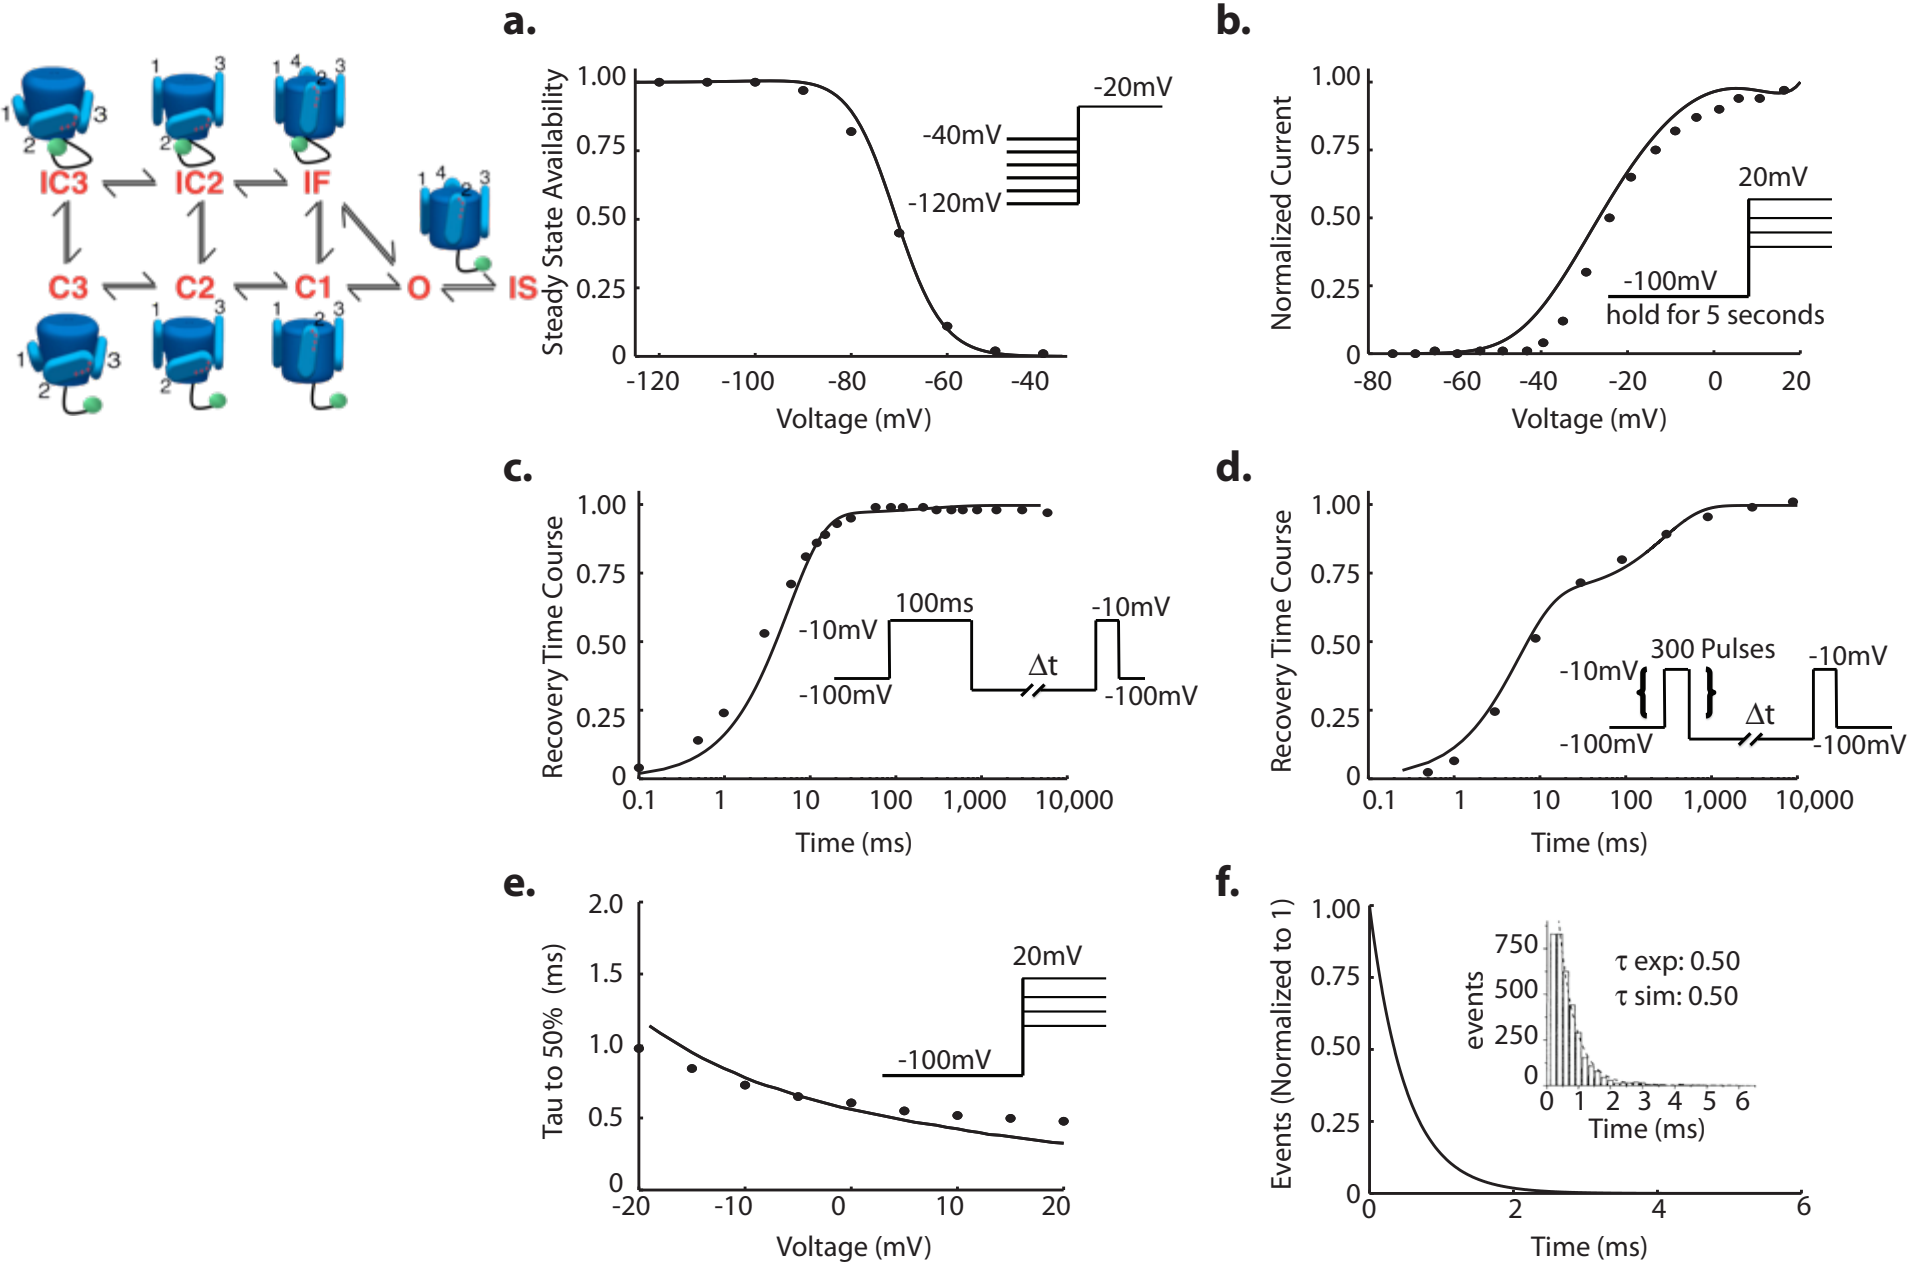 1 3 2
1 3 2
1 4 2 3
IC3 IC2 IF
1 4 2 3
C3 C2 C1 O IS
1 2 3
1 2 3
1 2 3
a.
Steady State Availability
1.00
0.75
0.50
0.25
0
-120 -100 -80 -60 -40
Voltage (mV)
-20mV
-40mV
-120mV
b.
Normalized Current
1.00
0.75
0.50
0.25
0
-80 -60 -40 -20 0 20
Voltage (mV)
20mV
-100mV
hold for 5 seconds
c.
Recovery Time Course
1.00
0.75
0.50
0.25
0
0.1 1 10 100 1,000 10,000
Time (ms)
100ms
-10mV
-10mV
Δt
-100mV
-100mV
d.
Recovery Time Course
1.00
0.75
0.50
0.25
0
0.1 1 10 100 1,000 10,000
Time (ms)
300 Pulses
-10mV { } -10mV
Δt
-100mV
-100mV
e.
Tau to 50% (ms)
2.0
1.5
1.0
0.5
0
-20 -10 0 10 20
Voltage (mV)
20mV
-100mV
f.
Events (Normalized to 1)
1.00
0.75
0.50
0.25
0
0 2 4 6
Time (ms)
events
750
500
250
0
0 1 2 3 4 5 6
Time (ms)
τ exp: 0.50
τ sim: 0.50